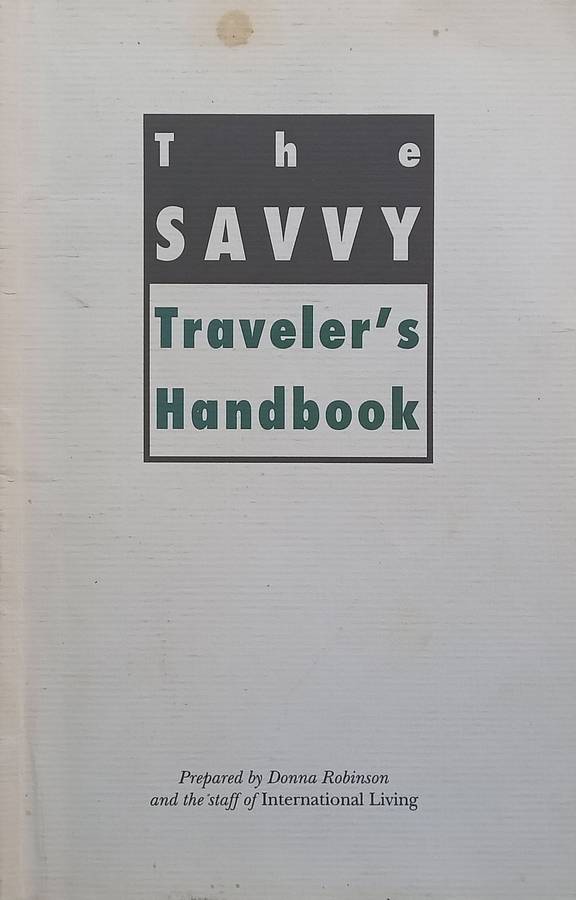 The
SAVVY
Traveler's
Handbook
Prepared by Donna Robinson
and the staff of International Living